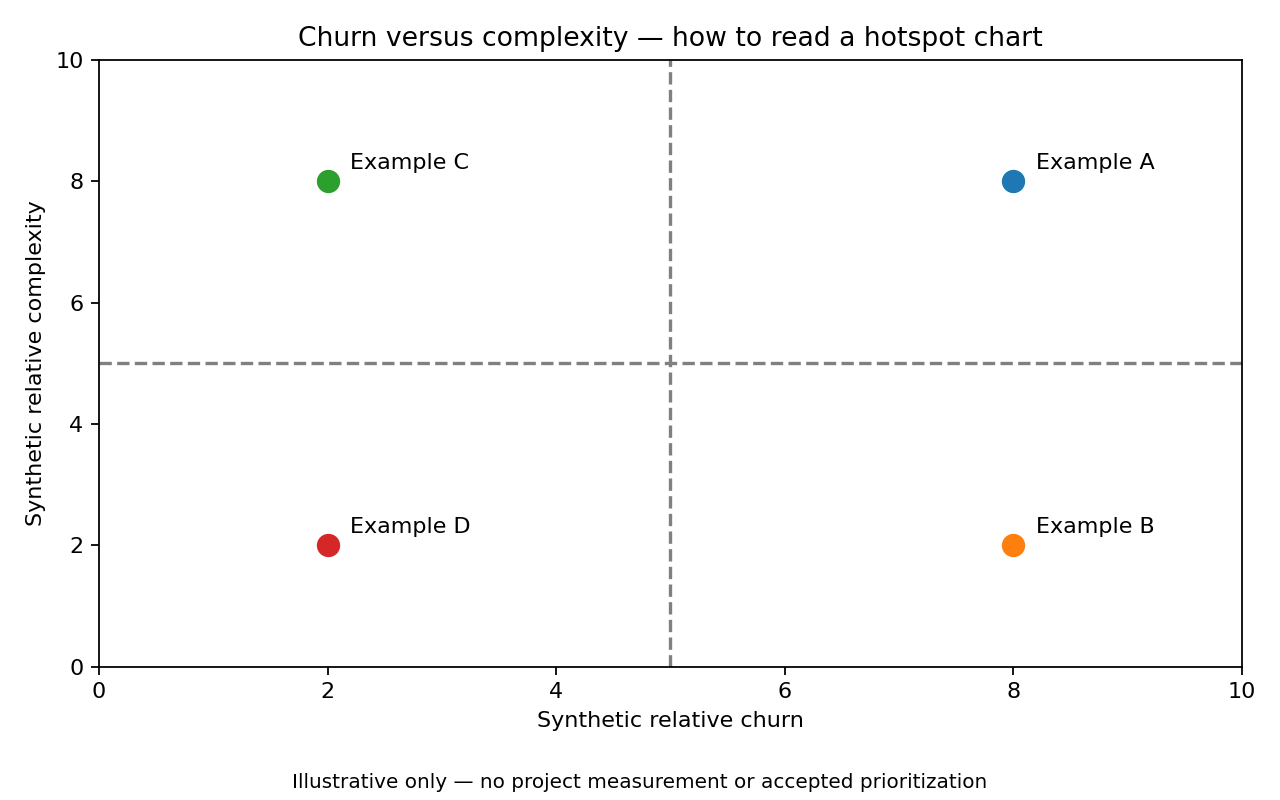 Churn versus complexity — how to read a hotspot chart
10
8
6
4
2
0
Synthetic relative complexity
Example C
Example A
Example D
Example B
0 2 4 6 8 10
Synthetic relative churn
Illustrative only — no project measurement or accepted prioritization